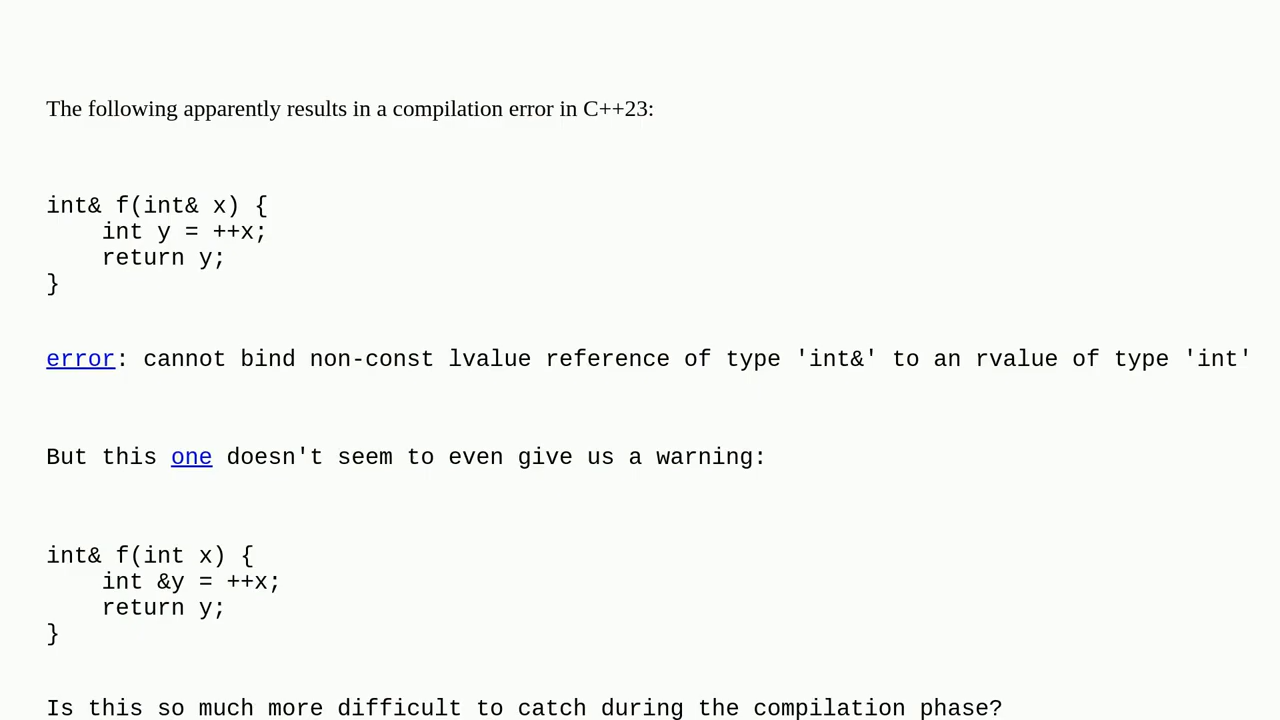 The following apparently results in a compilation error in C++23:
int& f(int& x) {
    int y = ++x;
    return y;
}
error: cannot bind non-const lvalue reference of type 'int&' to an rvalue of type 'int'
But this one doesn't seem to even give us a warning:
int& f(int x) {
    int &y = ++x;
    return y;
}
Is this so much more difficult to catch during the compilation phase?